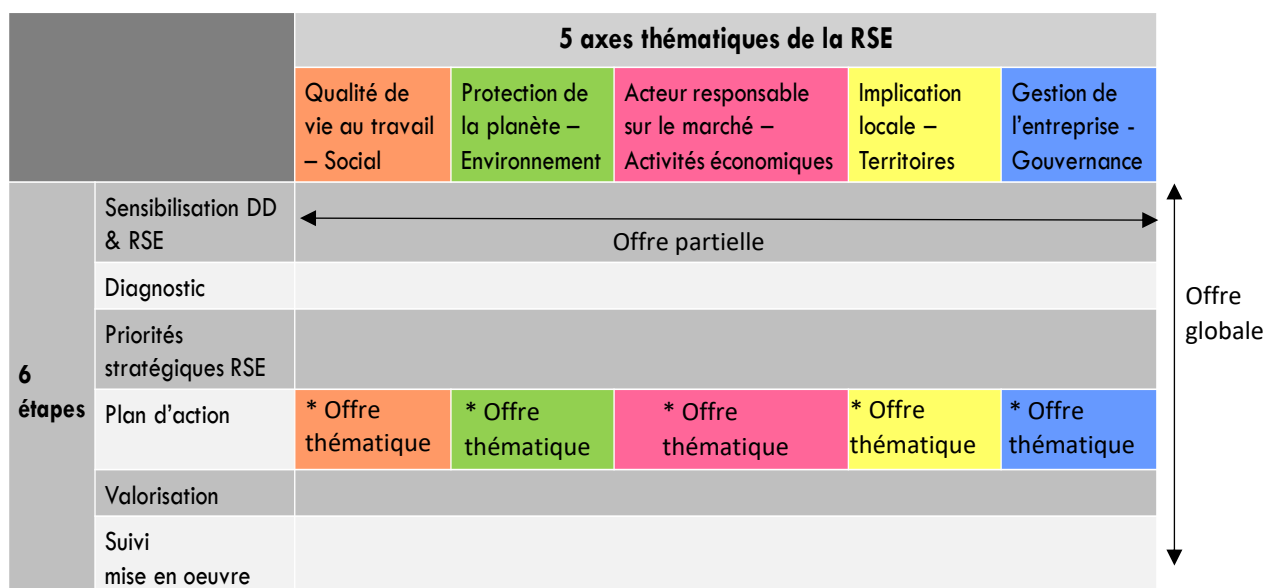 5 axes thématiques de la RSE
Qualité de
vie au travail
– Social
Protection de
la planète –
Environnement
Acteur responsable
sur le marché –
Activités économiques
Implication
locale –
Territoires
Gestion de
l'entreprise -
Gouvernance
6
étapes
Sensibilisation DD
& RSE
Offre partielle
Diagnostic
Priorités
stratégiques RSE
Plan d'action
* Offre
thématique
* Offre
thématique
* Offre
thématique
* Offre
thématique
* Offre
thématique
Valorisation
Suivi
mise en oeuvre
Offre
globale